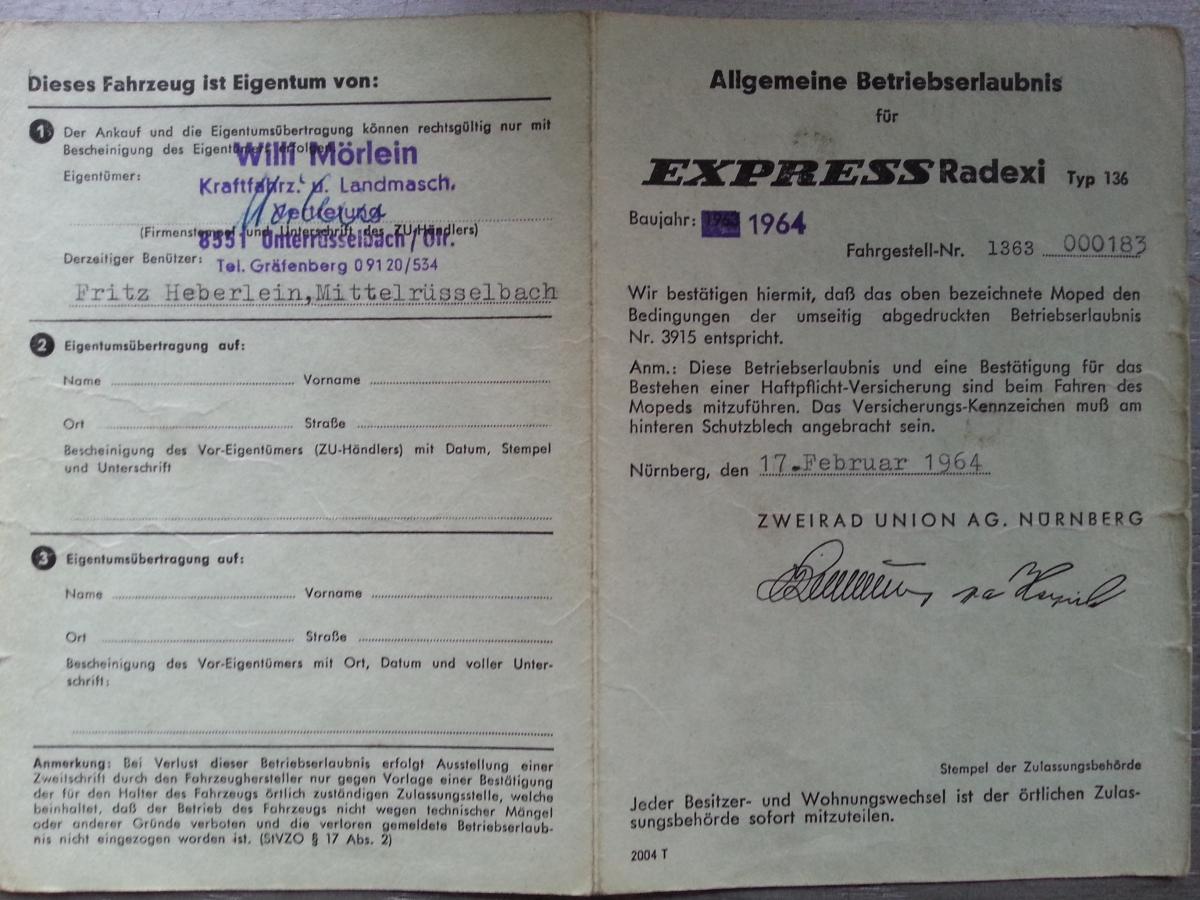 Dieses Fahrzeug ist Eigentum von:
1 Der Ankauf und die Eigentumsübertragung können rechtsgültig nur mit
Bescheinigung des Eigentümers erfolgen.
Willi Mörlein
Eigentümer:
Kraftfahrz. u. Landmasch.
(Firmenstempel und Unterschrift des ZU-Händlers)
8551 Unterrüsselbach / Ofr.
Derzeitiger Benützer:
Tel. Gräfenberg 0 91 20/534
Fritz Heberlein, Mittelrüsselbach
2 Eigentumsübertragung auf:
Name Vorname
Ort Straße
Bescheinigung des Vor-Eigentümers (ZU-Händlers) mit Datum, Stempel
und Unterschrift
3 Eigentumsübertragung auf:
Name Vorname
Ort Straße
Bescheinigung des Vor-Eigentümers mit Ort, Datum und voller Unter-
schrift:
Anmerkung: Bei Verlust dieser Betriebserlaubnis erfolgt Ausstellung einer
Zweitschrift durch den Fahrzeughersteller nur gegen Vorlage einer Bestätigung
der für den Halter des Fahrzeugs örtlich zuständigen Zulassungsstelle, welche
beinhaltet, daß der Betrieb des Fahrzeugs nicht wegen technischer Mängel
oder anderer Gründe verboten und die verloren gemeldete Betriebserlaub-
nis nicht eingezogen worden ist. (StVZO § 17 Abs. 2)
Allgemeine Betriebserlaubnis
für
EXPRESS Radexi Typ 136
Baujahr: 1963 1964
Fahrgestell-Nr. 1363 000183
Wir bestätigen hiermit, daß das oben bezeichnete Moped den
Bedingungen der umseitig abgedruckten Betriebserlaubnis
Nr. 3915 entspricht.
Anm.: Diese Betriebserlaubnis und eine Bestätigung für das
Bestehen einer Haftpflicht-Versicherung sind beim Fahren des
Mopeds mitzuführen. Das Versicherungs-Kennzeichen muß am
hinteren Schutzblech angebracht sein.
Nürnberg, den 17. Februar 1964
ZWEIRAD UNION AG. NÜRNBERG
Stempel der Zulassungsbehörde
Jeder Besitzer- und Wohnungswechsel ist der örtlichen Zulas-
sungsbehörde sofort mitzuteilen.
2004 T